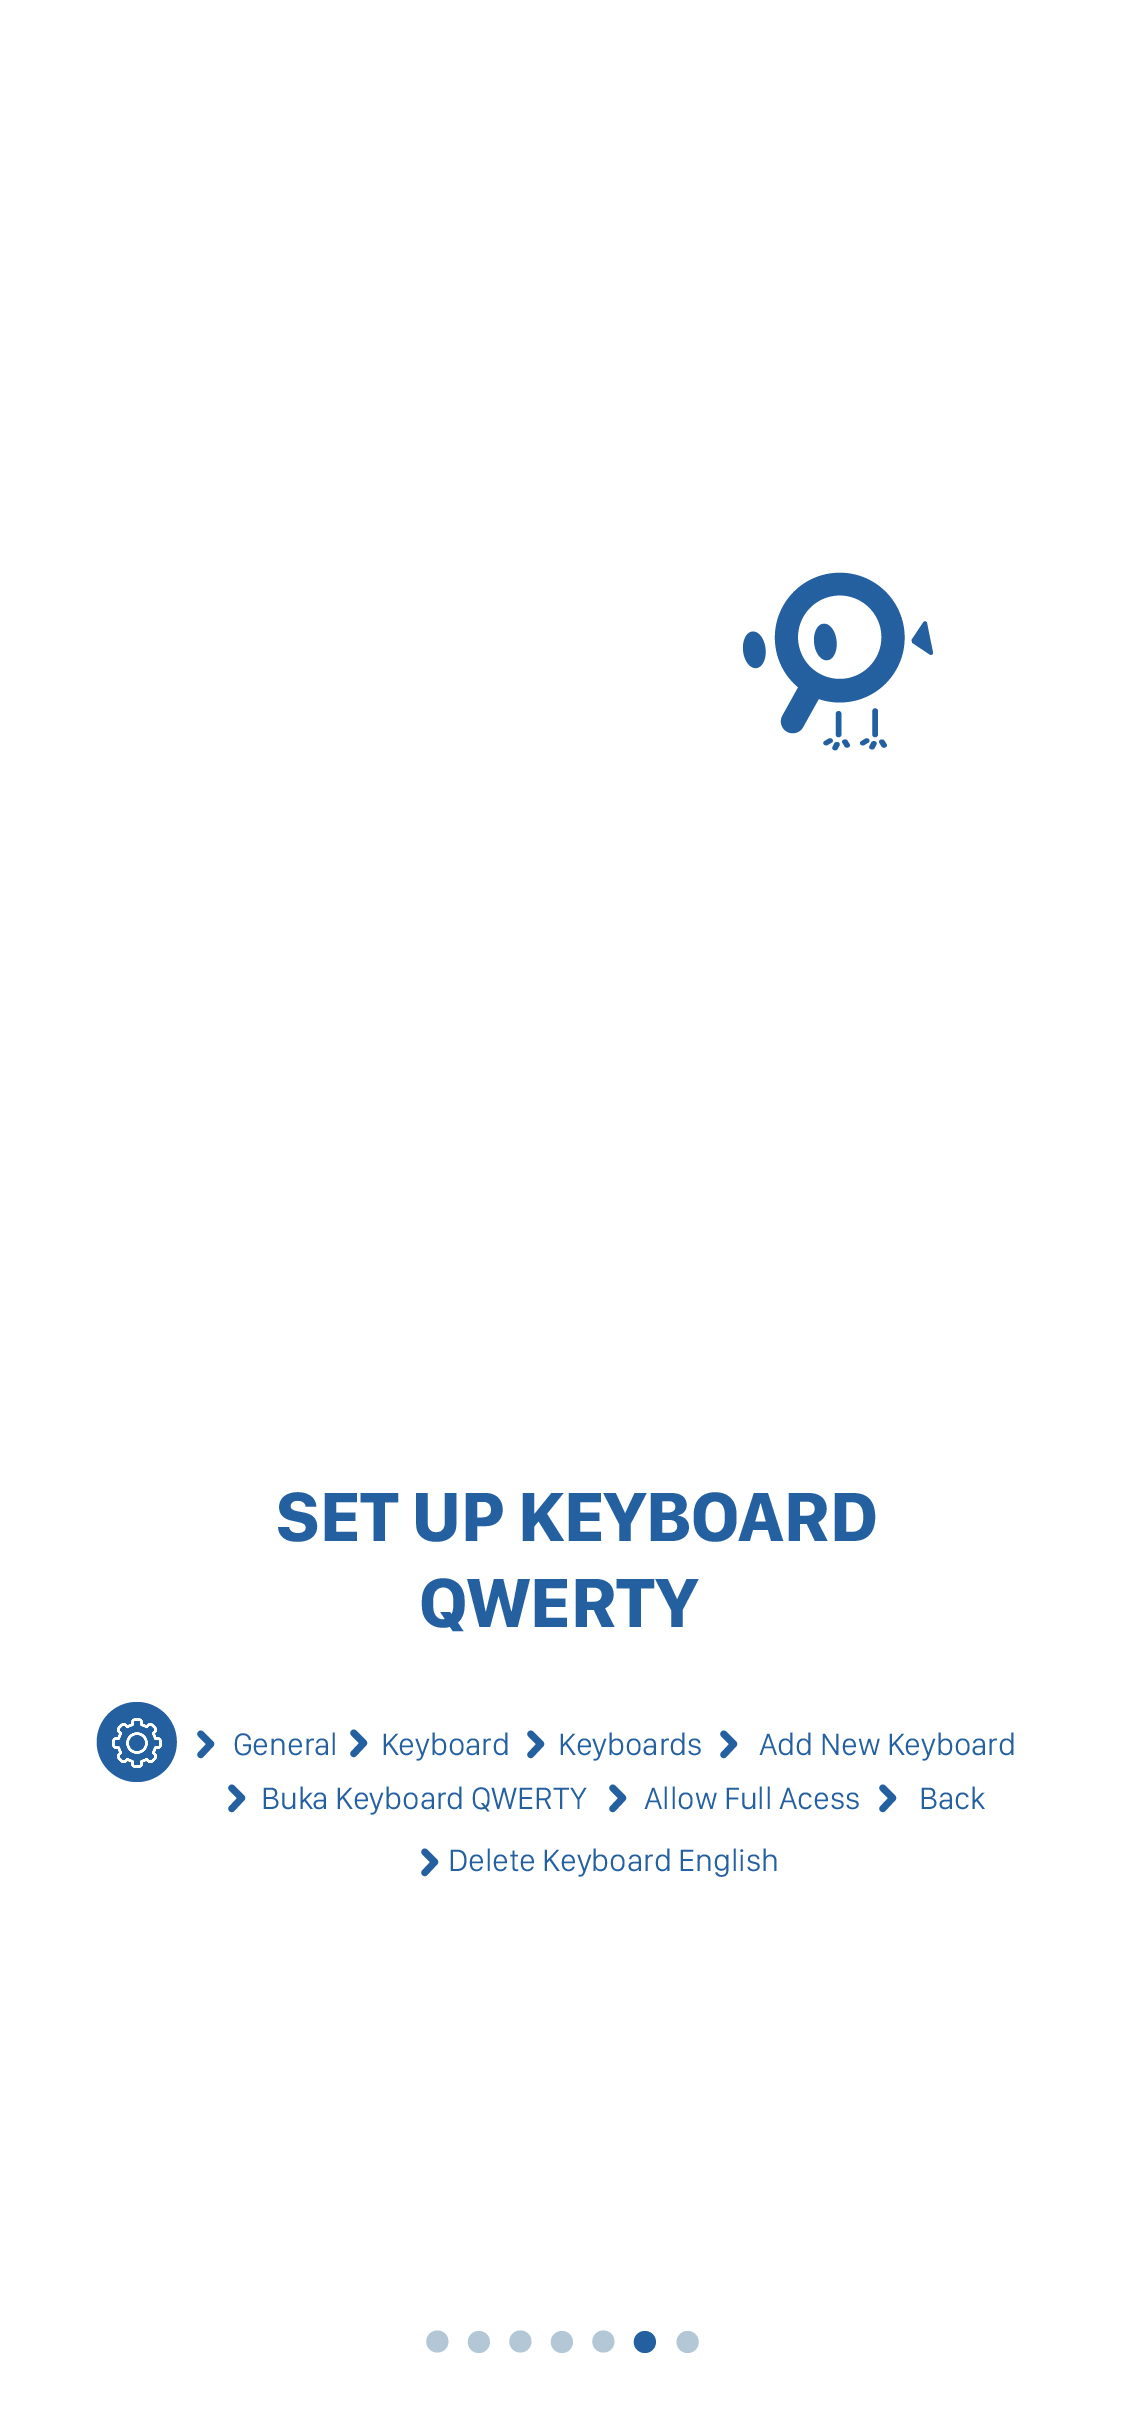 SET UP KEYBOARD
QWERTY
General Keyboard Keyboards Add New Keyboard
Buka Keyboard QWERTY Allow Full Acess Back
Delete Keyboard English